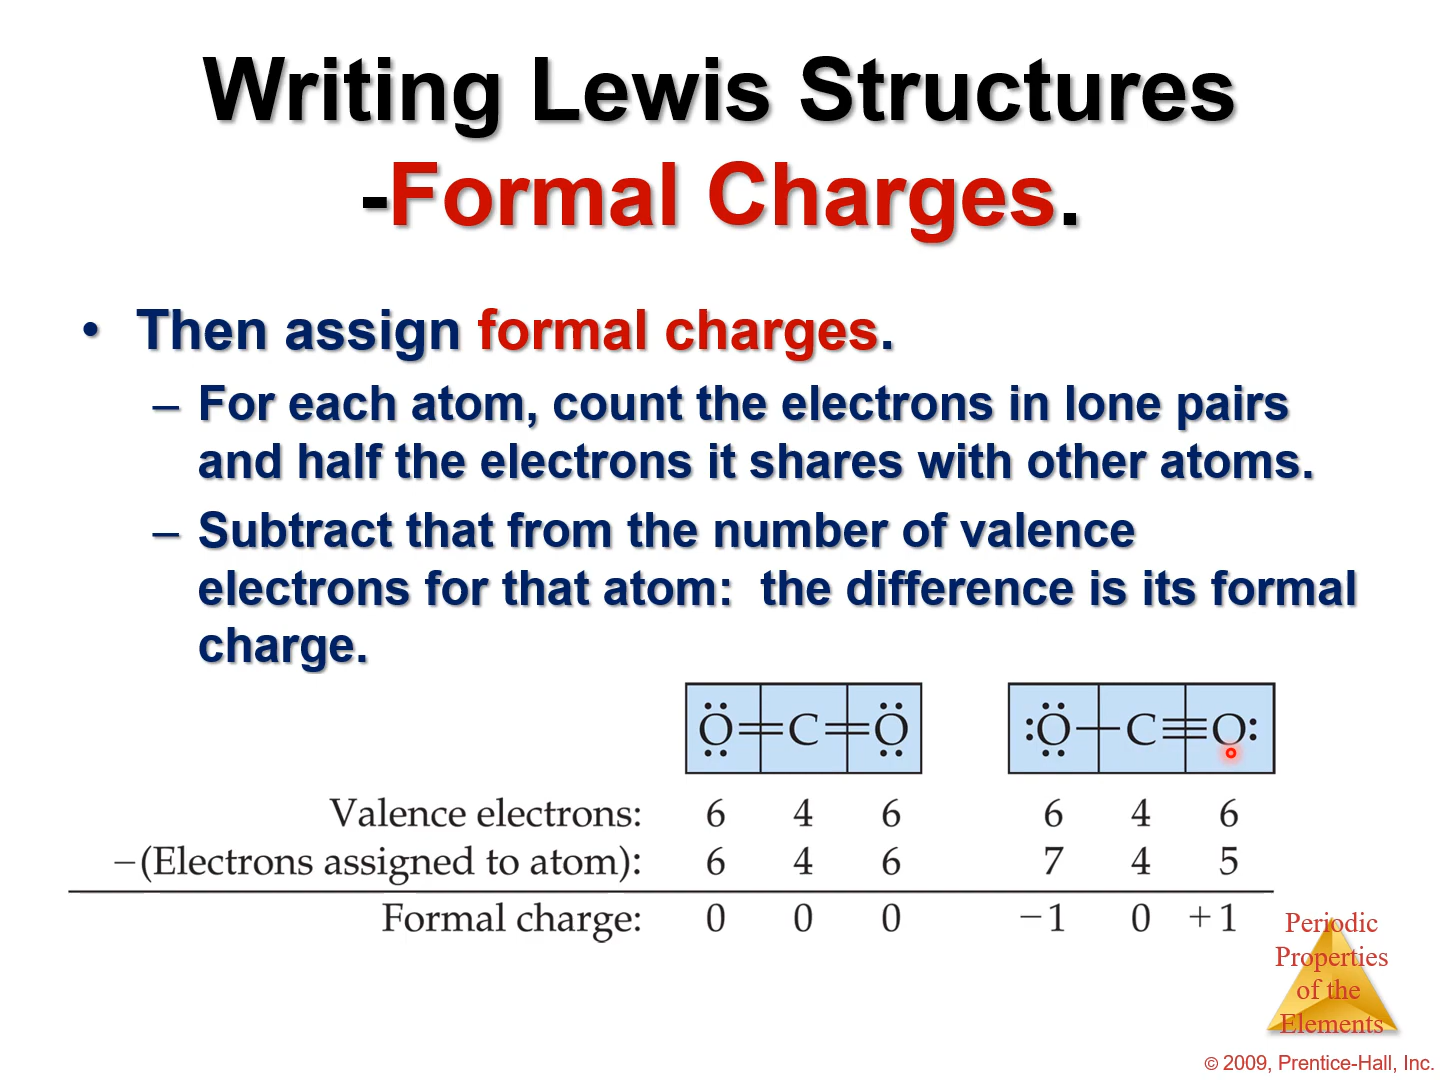 Writing Lewis Structures
-Formal Charges.
• Then assign formal charges.
– For each atom, count the electrons in lone pairs
and half the electrons it shares with other atoms.
– Subtract that from the number of valence
electrons for that atom:  the difference is its formal
charge.
Ö=C=Ö :Ö—C≡O:
Valence electrons: 6 4 6 6 4 6
−(Electrons assigned to atom): 6 4 6 7 4 5
Formal charge: 0 0 0 −1 0 +1
Periodic
Properties
of the
Elements
© 2009, Prentice-Hall, Inc.